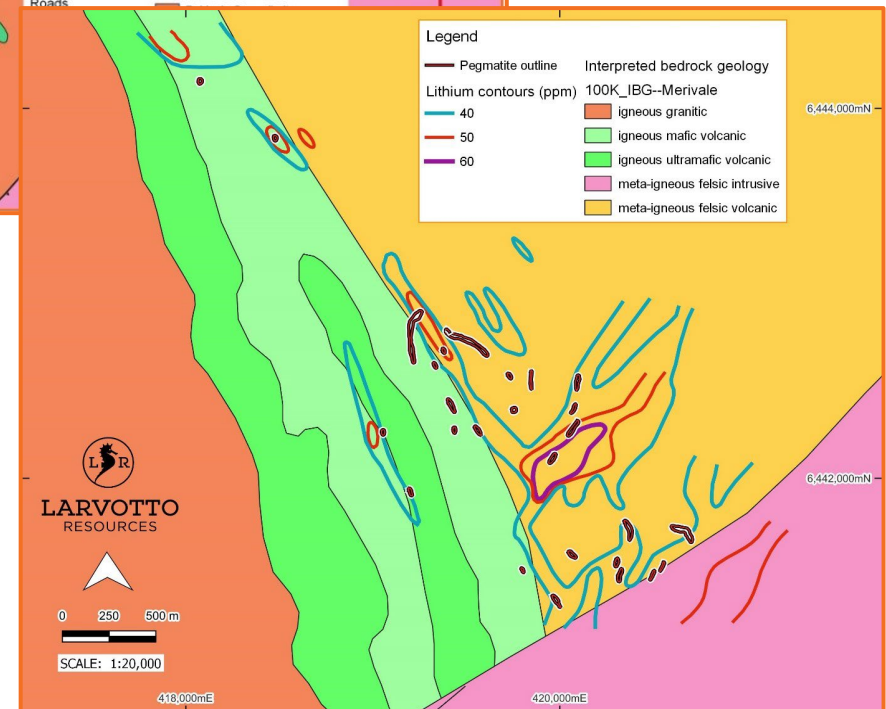 Roads
Legend
Pegmatite outline
Lithium contours (ppm)
40
50
60
Interpreted bedrock geology
100K_IBG--Merivale
igneous granitic
igneous mafic volcanic
igneous ultramafic volcanic
meta-igneous felsic intrusive
meta-igneous felsic volcanic
6,444,000mN
6,442,000mN
L R
LARVOTTO
RESOURCES
0 250 500 m
SCALE: 1:20,000
418,000mE
420,000mE